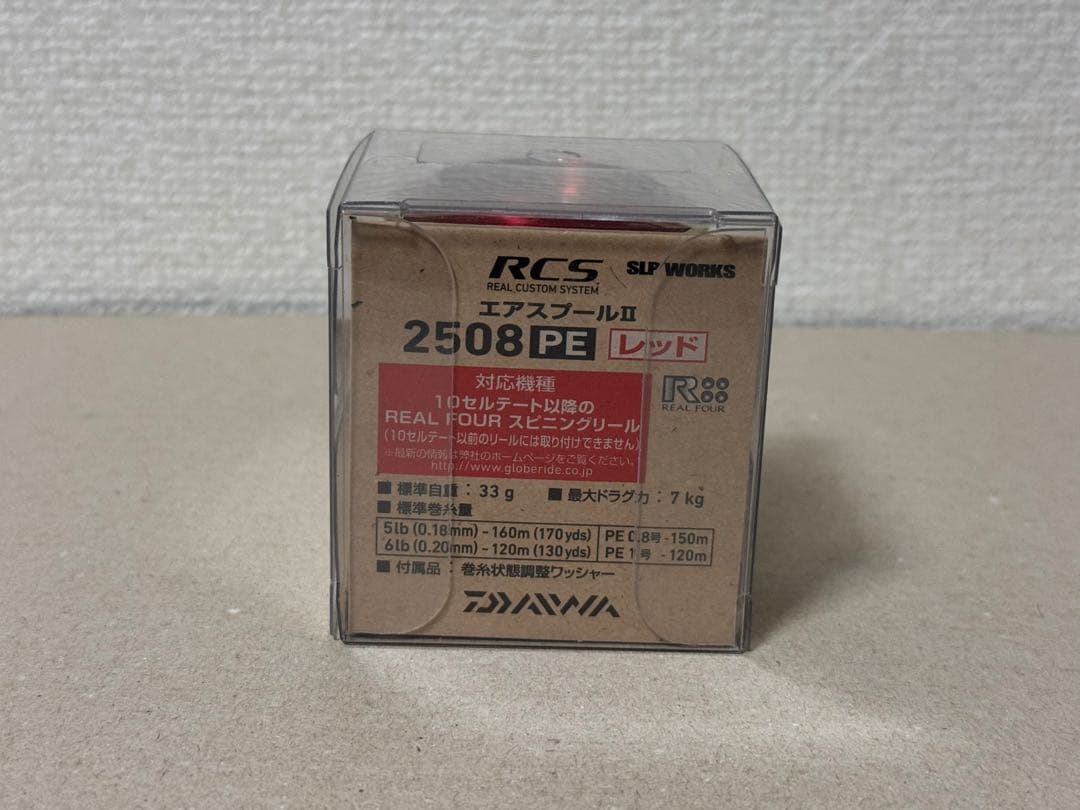 RCS SLP WORKS
REAL CUSTOM SYSTEM
エアスプールⅡ
2508 PE レッド
対応機種
10セルテート以降の
REAL FOUR スピニングリール
(10セルテート以前のリールには取り付けできません)
※最新の情報は弊社のホームページをご覧ください。
http://www.globeride.co.jp
R
REAL FOUR
■ 標準自重：33g ■ 最大ドラグ力：7kg
■ 標準巻糸量
5lb (0.18mm) - 160m (170yds) PE 0.8号 - 150m
6lb (0.20mm) - 120m (130yds) PE 1号 - 120m
■ 付属品：巻糸状態調整ワッシャー
DAIWA